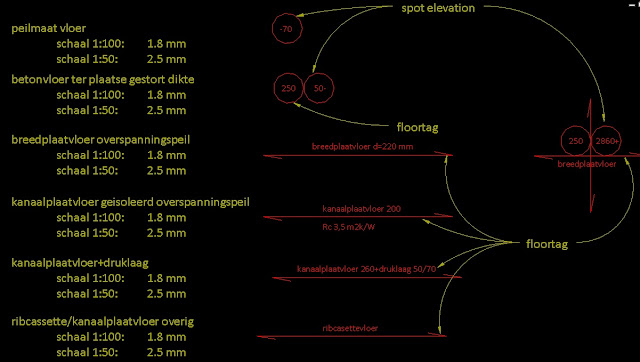 peilmaat vloer
schaal 1:100: 1.8 mm
schaal 1:50: 2.5 mm
betonvloer ter plaatse gestort dikte
schaal 1:100: 1.8 mm
schaal 1:50: 2.5 mm
breedplaatvloer overspanningspeil
schaal 1:100: 1.8 mm
schaal 1:50: 2.5 mm
kanaalplaatvloer geisoleerd overspanningspeil
schaal 1:100: 1.8 mm
schaal 1:50: 2.5 mm
kanaalplaatvloer+druklaag
schaal 1:100: 1.8 mm
schaal 1:50: 2.5 mm
ribcassette/kanaalplaatvloer overig
schaal 1:100: 1.8 mm
schaal 1:50: 2.5 mm
spot elevation
-70
250 50-
floortag
250 2860+
breedplaatvloer
breedplaatvloer d=220 mm
kanaalplaatvloer 200
Rc 3,5 m2k/W
floortag
kanaalplaatvloer 260+druklaag 50/70
ribcasettevloer